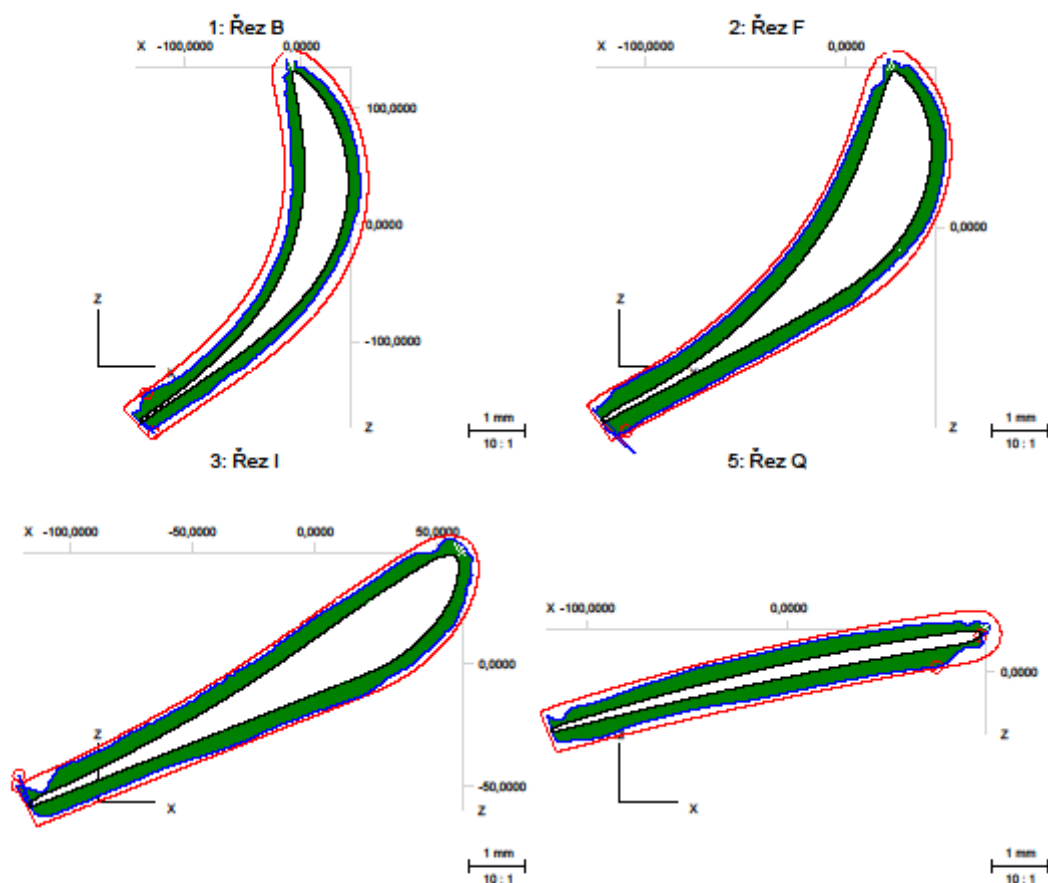 1: Řez B
X -100,0000 0,0000
100,0000
0,0000
Z
-100,0000
Z
1 mm
10 : 1
2: Řez F
X -100,0000 0,0000
0,0000
Z
Z
1 mm
10 : 1
3: Řez I
X -100,0000 -50,0000 0,0000 50,0000
0,0000
Z
-50,0000
X
Z
1 mm
10 : 1
5: Řez Q
X -100,0000 0,0000
0,0000
Z
X
1 mm
10 : 1